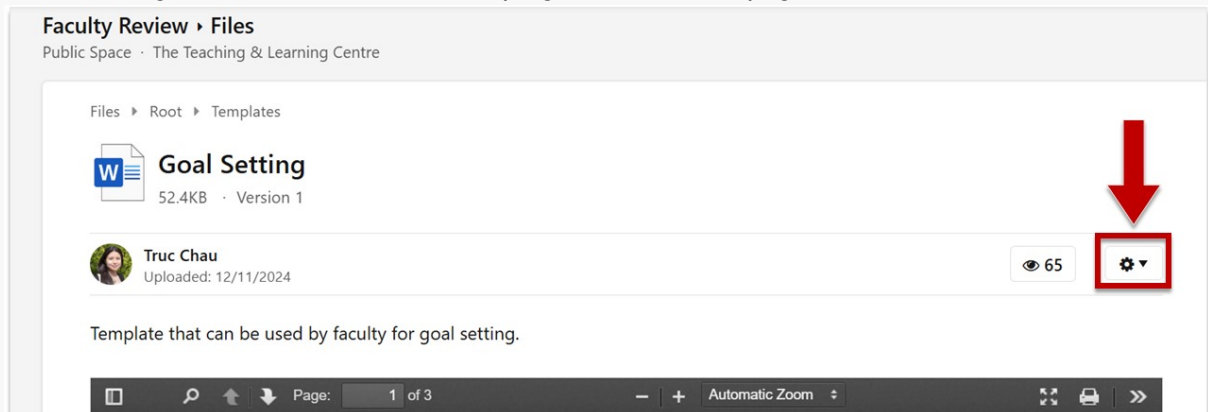 Faculty Review ▸ Files
Public Space · The Teaching & Learning Centre
Files ▸ Root ▸ Templates
W
Goal Setting
52.4KB · Version 1
Truc Chau
Uploaded: 12/11/2024
65
Template that can be used by faculty for goal setting.
Page: 1 of 3
Automatic Zoom